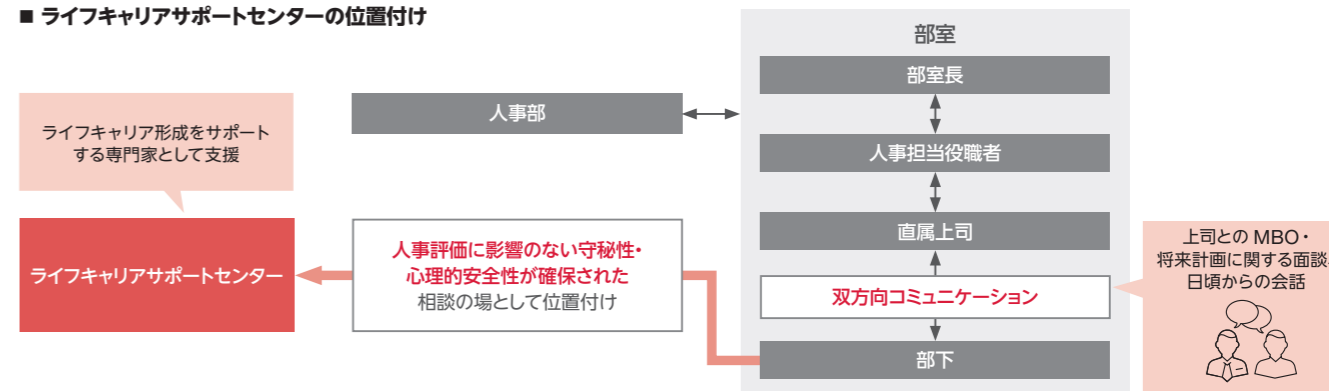 ■ ライフキャリアサポートセンターの位置付け
部室
部室長
人事部
人事担当役職者
ライフキャリア形成をサポート
する専門家として支援
直属上司
ライフキャリアサポートセンター
人事評価に影響のない守秘性・
心理的安全性が確保された
相談の場として位置付け
双方向コミュニケーション
部下
上司との MBO・
将来計画に関する面談
日頃からの会話